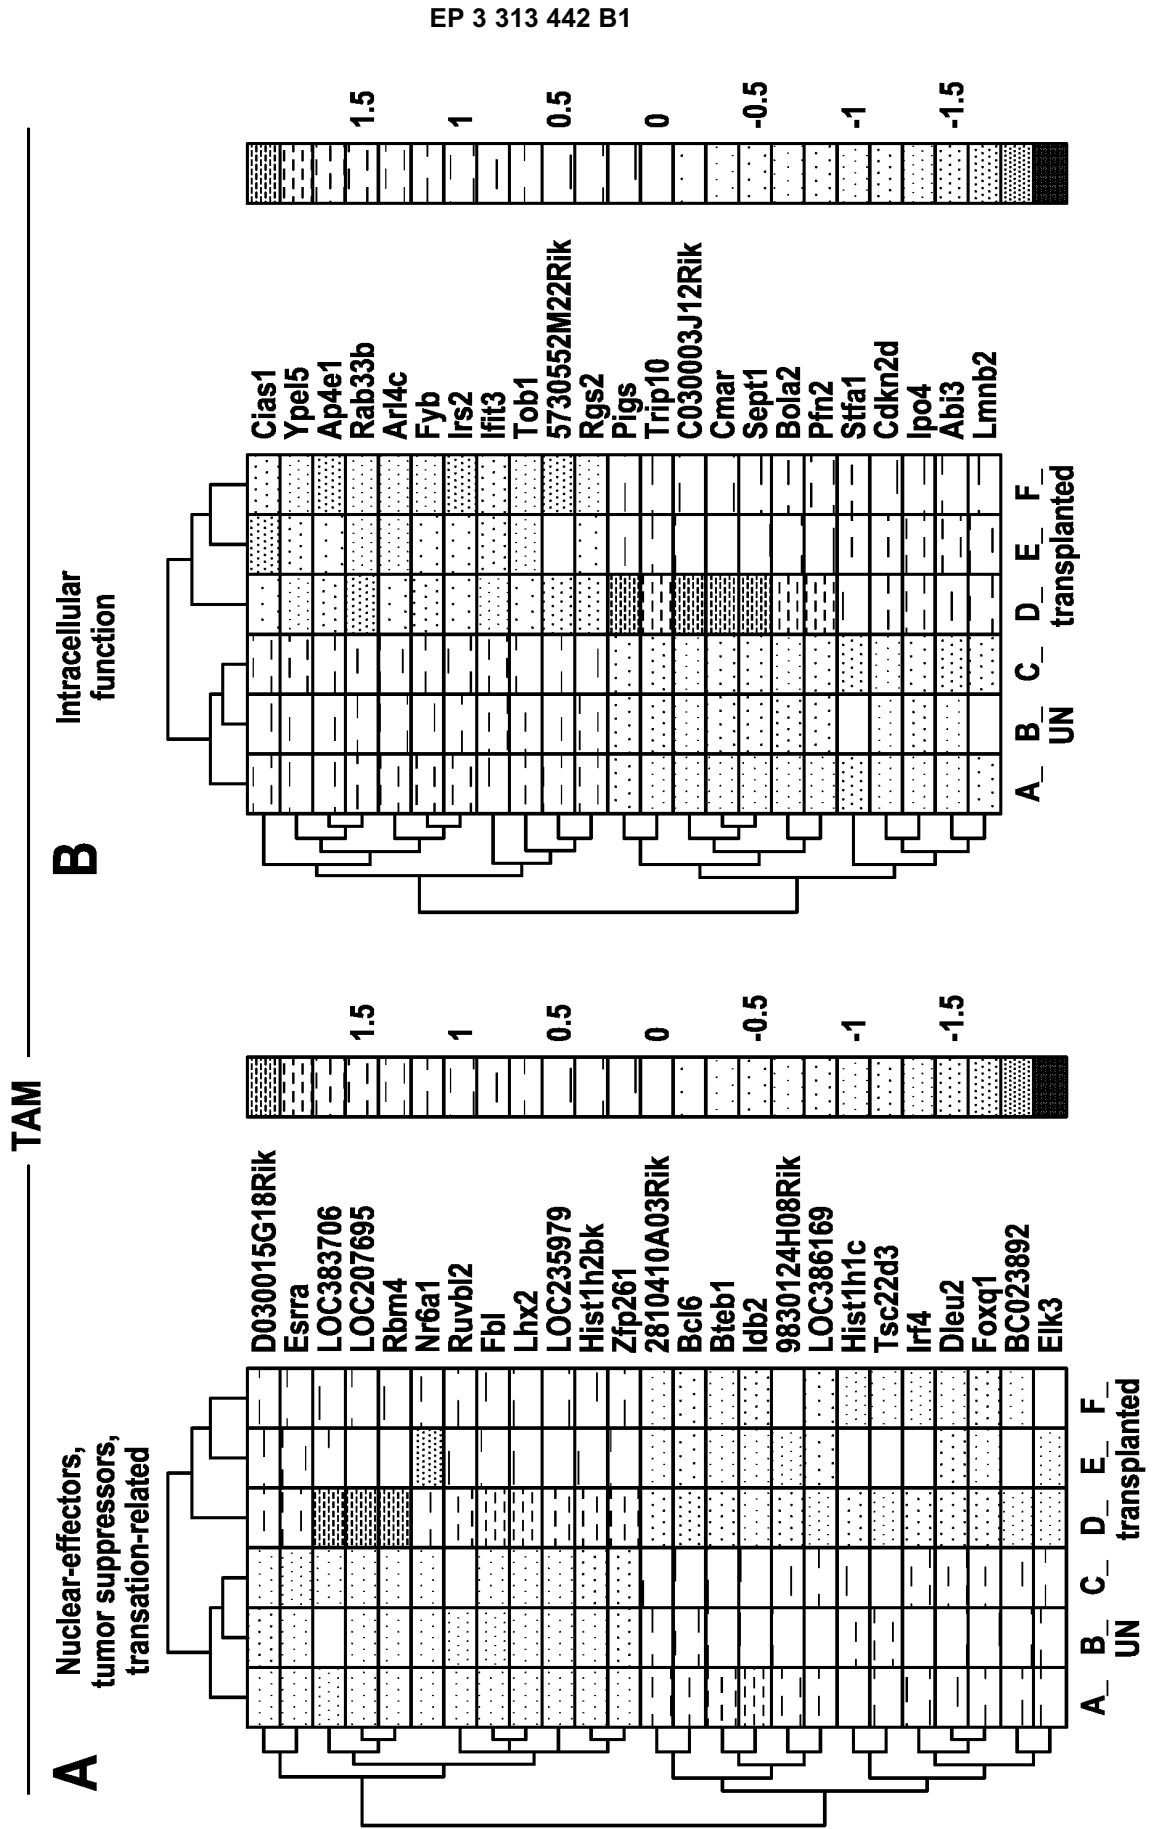 EP 3 313 442 B1
TAM
A
Nuclear-effectors,
tumor suppressors,
transation-related
D030015G18Rik
Esrra
LOC383706
LOC207695
Rbm4
Nr6a1
Ruvbl2
Fbl
Lhx2
LOC235979
Hist1h2bk
Zfp261
2810410A03Rik
Bcl6
Bteb1
Idb2
9830124H08Rik
LOC386169
Hist1h1c
Tsc22d3
Irf4
Dleu2
Foxq1
BC023892
Elk3
A_ B_ C_ D_ E_ F_
UN transplanted
1.5
1
0.5
0
-0.5
-1
-1.5
B
Intracellular
function
Cias1
Ypel5
Ap4e1
Rab33b
Arl4c
Fyb
Irs2
Ifit3
Tob1
5730552M22Rik
Rgs2
Pigs
Trip10
C030003J12Rik
Cmar
Sept1
Bola2
Pfn2
Stfa1
Cdkn2d
Ipo4
Abi3
Lmnb2
A_ B_ C_ D_ E_ F_
UN transplanted
1.5
1
0.5
0
-0.5
-1
-1.5